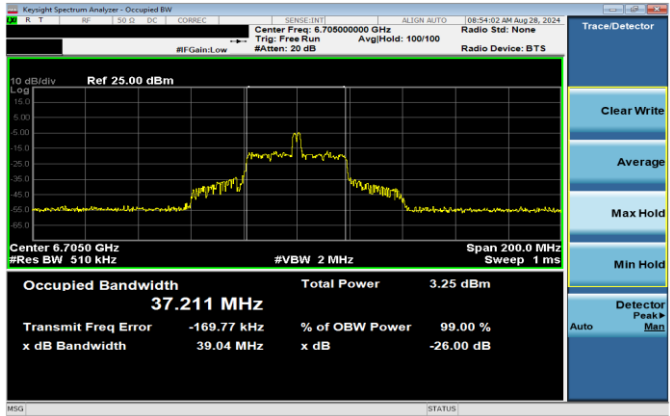 Keysight Spectrum Analyzer - Occupied BW
R T RF 50 Ω DC CORREC SENSE:INT ALIGN AUTO 08:54:02 AM Aug 28, 2024
Center Freq: 6.705000000 GHz Radio Std: None
Trig: Free Run Avg|Hold: 100/100
#IFGain:Low #Atten: 20 dB Radio Device: BTS
Trace/Detector
10 dB/div Ref 25.00 dBm
Log
15.0
5.00
-5.00
-15.0
-25.0
-35.0
-45.0
-55.0
-65.0
Center 6.7050 GHz Span 200.0 MHz
#Res BW 510 kHz #VBW 2 MHz Sweep 1 ms
Occupied Bandwidth Total Power 3.25 dBm
37.211 MHz
Transmit Freq Error -169.77 kHz % of OBW Power 99.00 %
x dB Bandwidth 39.04 MHz x dB -26.00 dB
Clear Write
Average
Max Hold
Min Hold
Detector
Peak▶
Auto Man
MSG STATUS